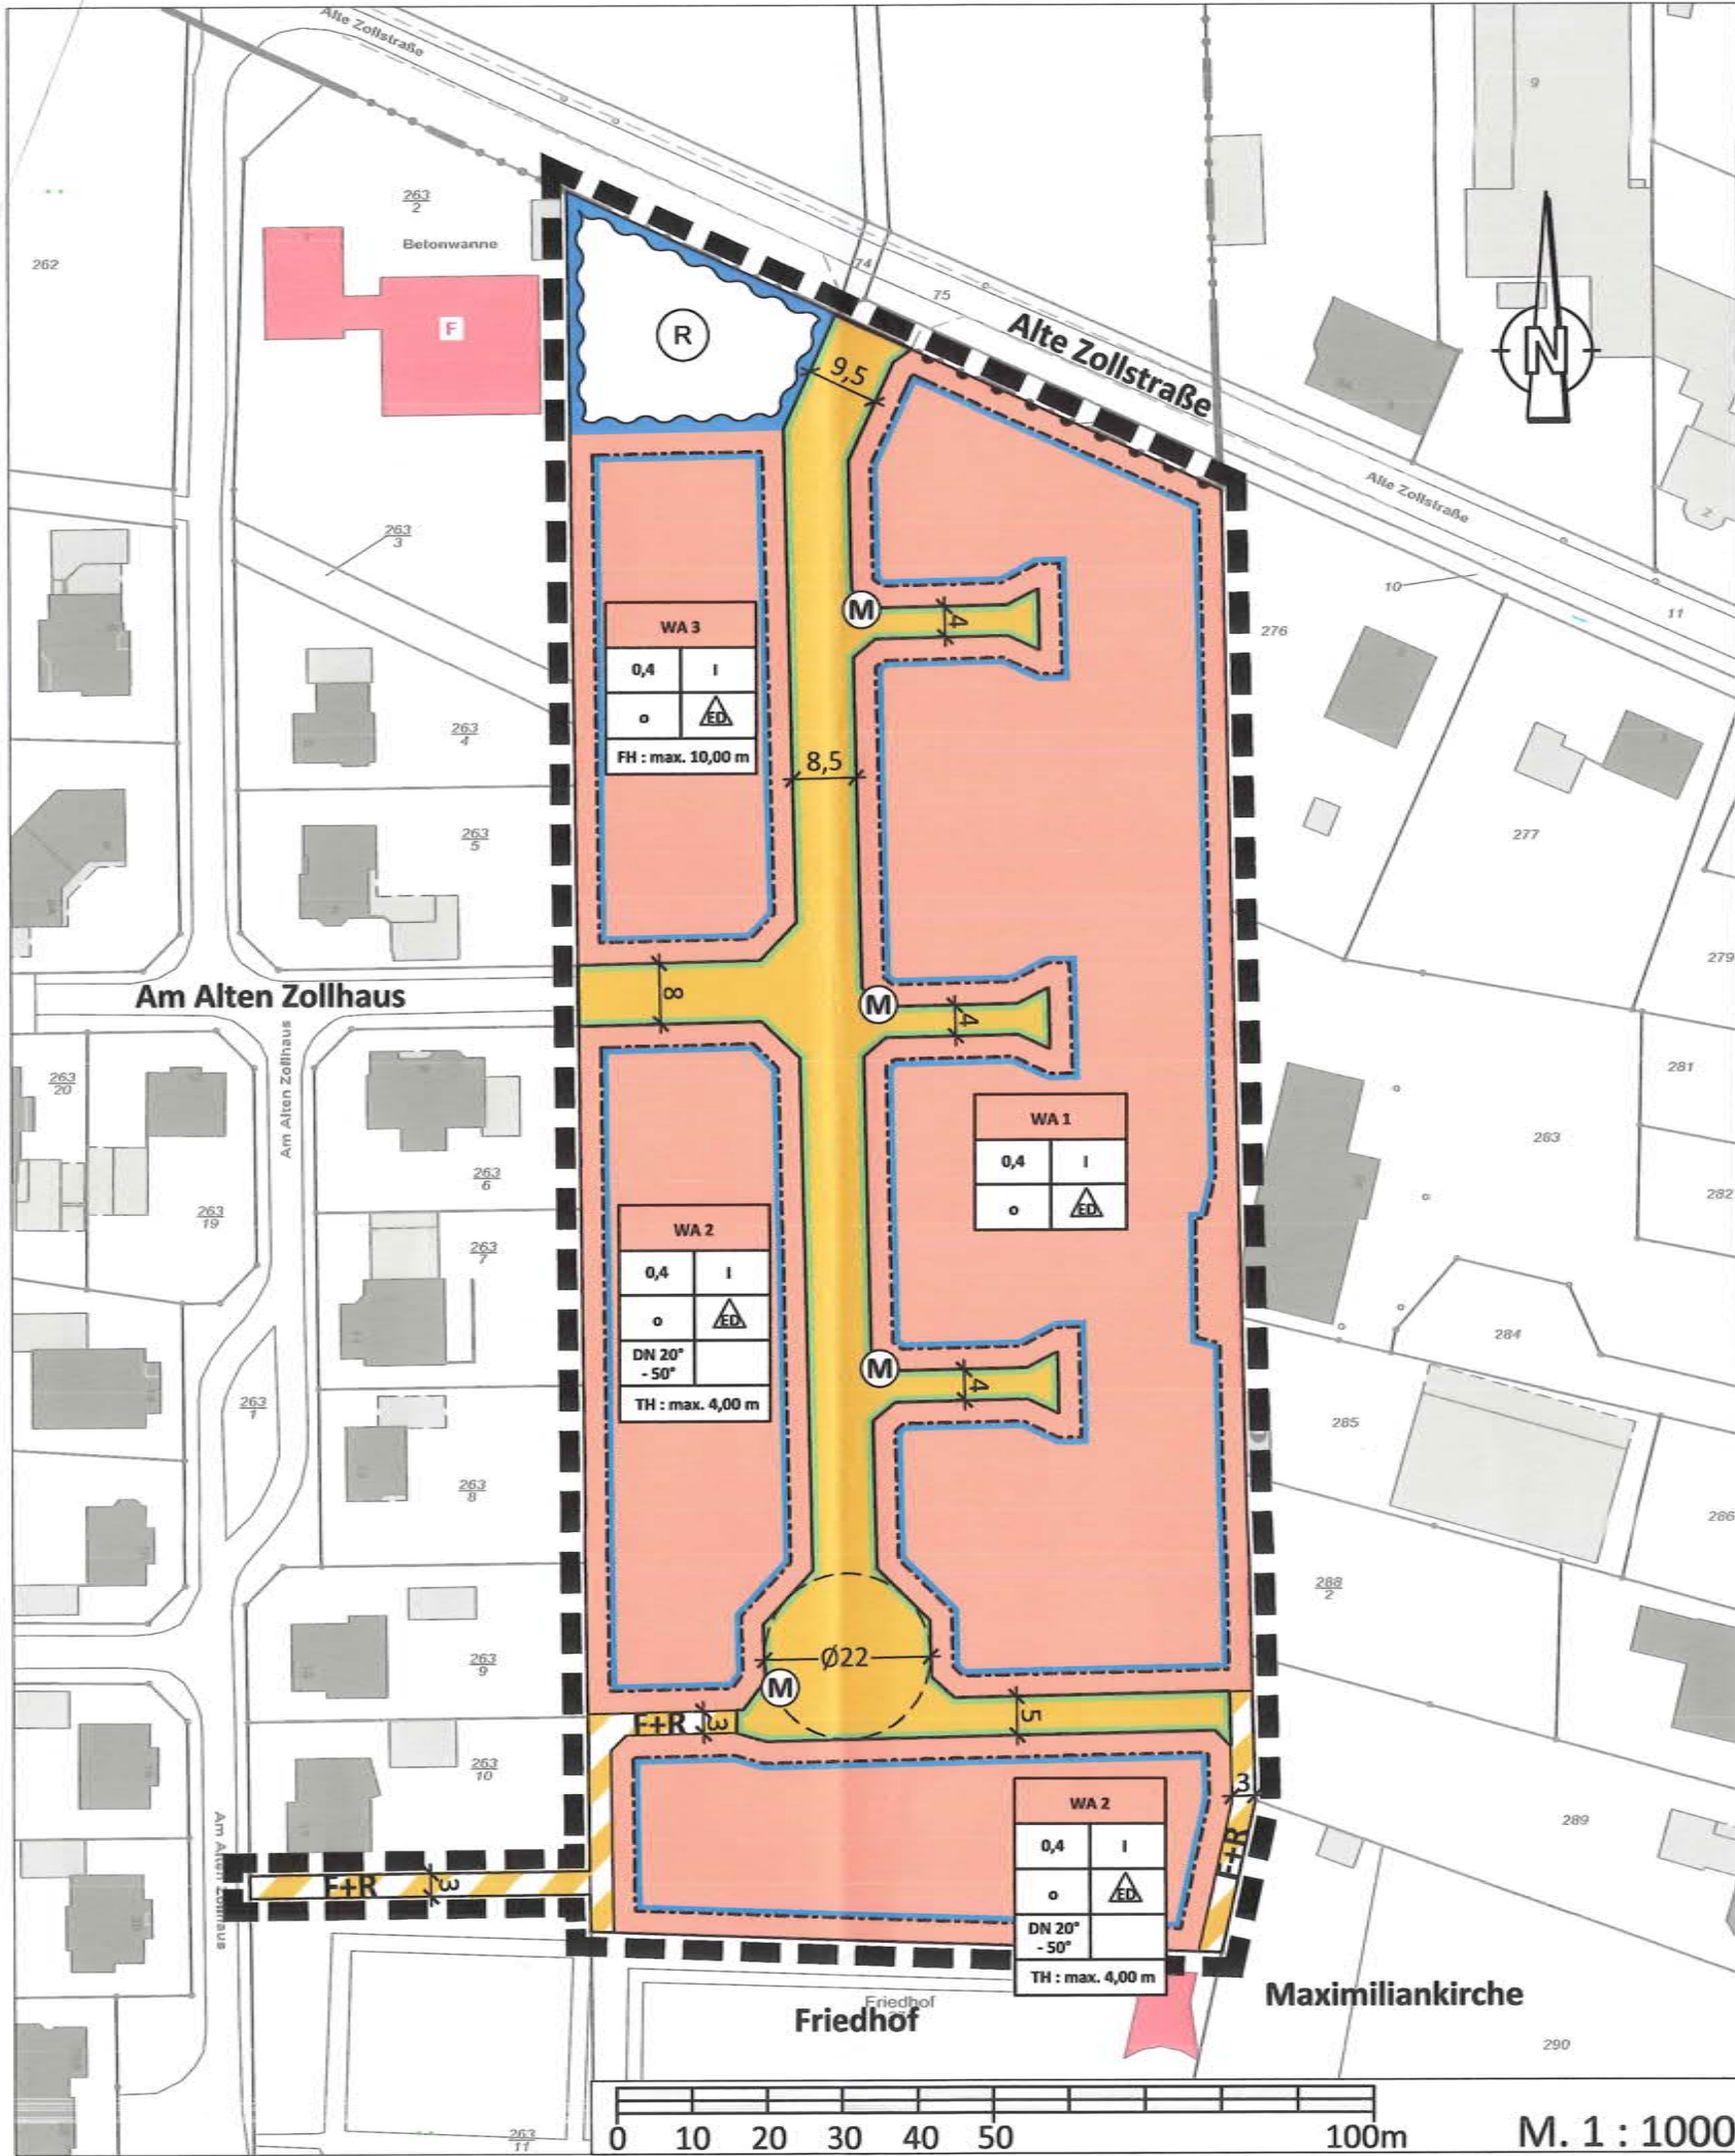 Alte Zollstraße
263
2
Betonwanne
262
F
R
74
75
Alte Zollstraße
9
N
9,5
Alte Zollstraße
2
263
3
M
4
10
11
276
WA 3
0,4
I
o
ED
FH : max. 10,00 m
263
4
8,5
263
5
277
279
Am Alten Zollhaus
8
M
4
Am Alten Zollhaus
263
20
281
WA 1
0,4
I
o
ED
283
263
6
282
263
19
263
7
WA 2
0,4
I
o
ED
DN 20°
- 50°
TH : max. 4,00 m
284
M
4
263
1
285
263
8
286
288
2
263
9
Ø22
M
F+R
3
5
263
10
3
WA 2
0,4
I
o
ED
DN 20°
- 50°
TH : max. 4,00 m
289
F+R
F+R
3
Am Alten Zollhaus
Friedhof
Friedhof
Maximiliankirche
290
263
11
0 10 20 30 40 50 100m
M. 1 : 1000